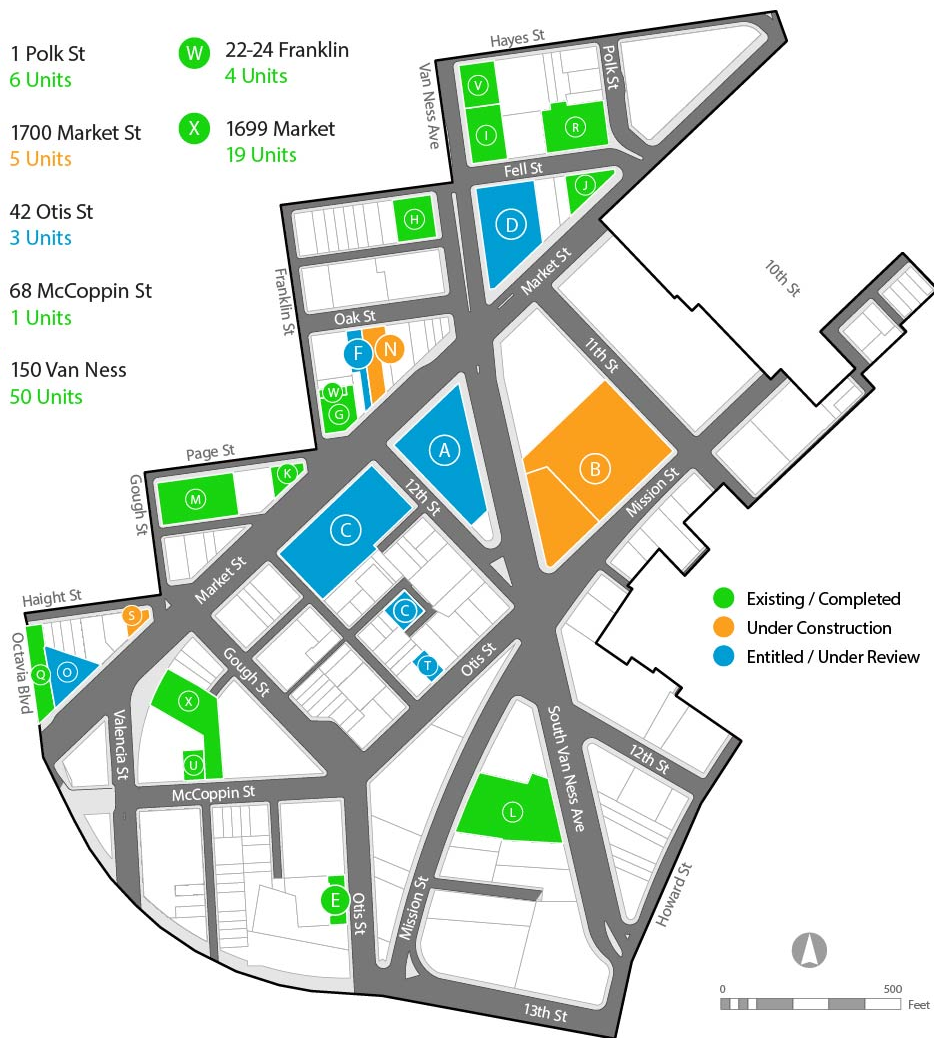 1 Polk St
6 Units
1700 Market St
5 Units
42 Otis St
3 Units
68 McCoppin St
1 Units
150 Van Ness
50 Units
W
22-24 Franklin
4 Units
X
1699 Market
19 Units
Hayes St
Van Ness Ave
Polk St
V
I
R
Fell St
J
D
H
Market St
10th St
Franklin St
Oak St
F
N
W
G
11th St
A
B
Page St
K
M
Gough St
12th St
C
Mission St
Haight St
Market St
S
C
T
Otis St
Octavia Blvd
Q
O
Gough St
X
U
Valencia St
McCoppin St
South Van Ness Ave
12th St
L
E
Otis St
Mission St
Howard St
13th St
Existing / Completed
Under Construction
Entitled / Under Review
0
500
Feet